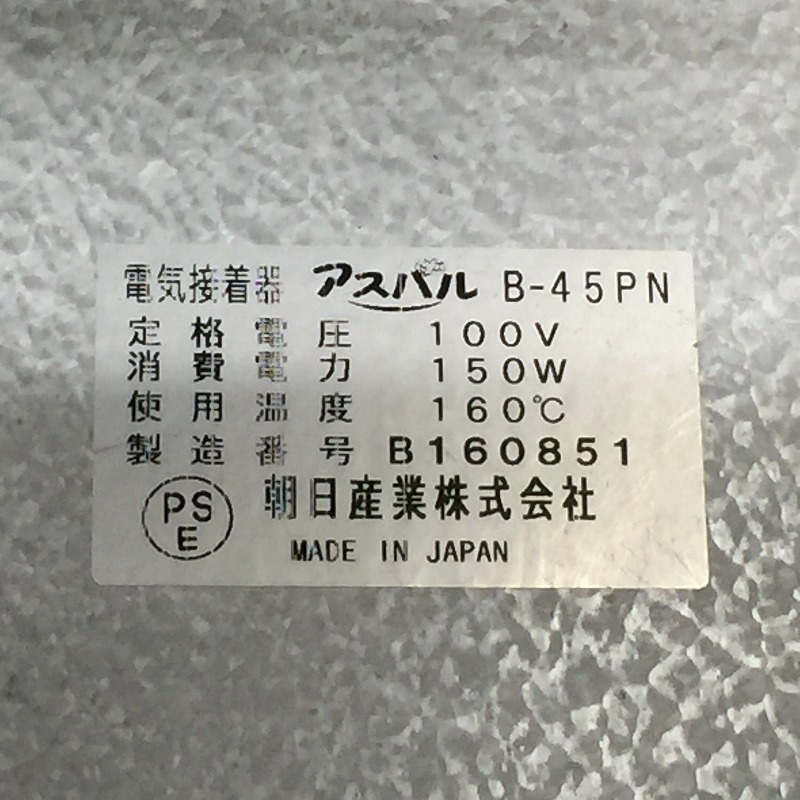 電気接着器 アスパル B-45PN
定格電圧 100V
消費電力 150W
使用温度 160℃
製造番号 B160851
PS
E
朝日産業株式会社
MADE IN JAPAN